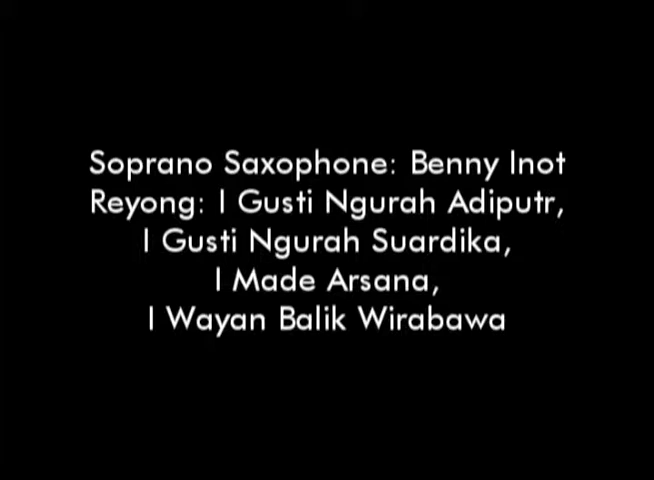 Soprano Saxophone: Benny Inot
Reyong: I Gusti Ngurah Adiputr,
I Gusti Ngurah Suardika,
I Made Arsana,
I Wayan Balik Wirabawa